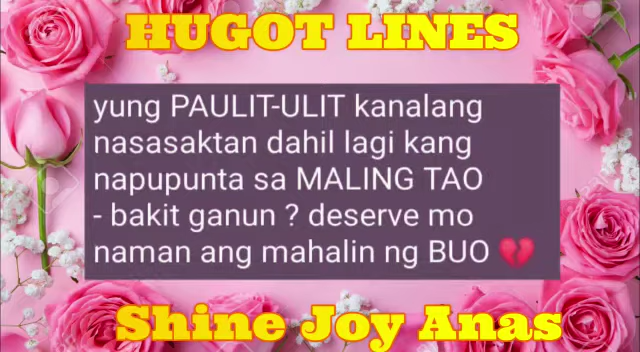 HUGOT LINES
yung PAULIT-ULIT kanalang
nasasaktan dahil lagi kang
napupunta sa MALING TAO
- bakit ganun ? deserve mo
naman ang mahalin ng BUO 💔
Shine Joy Anas